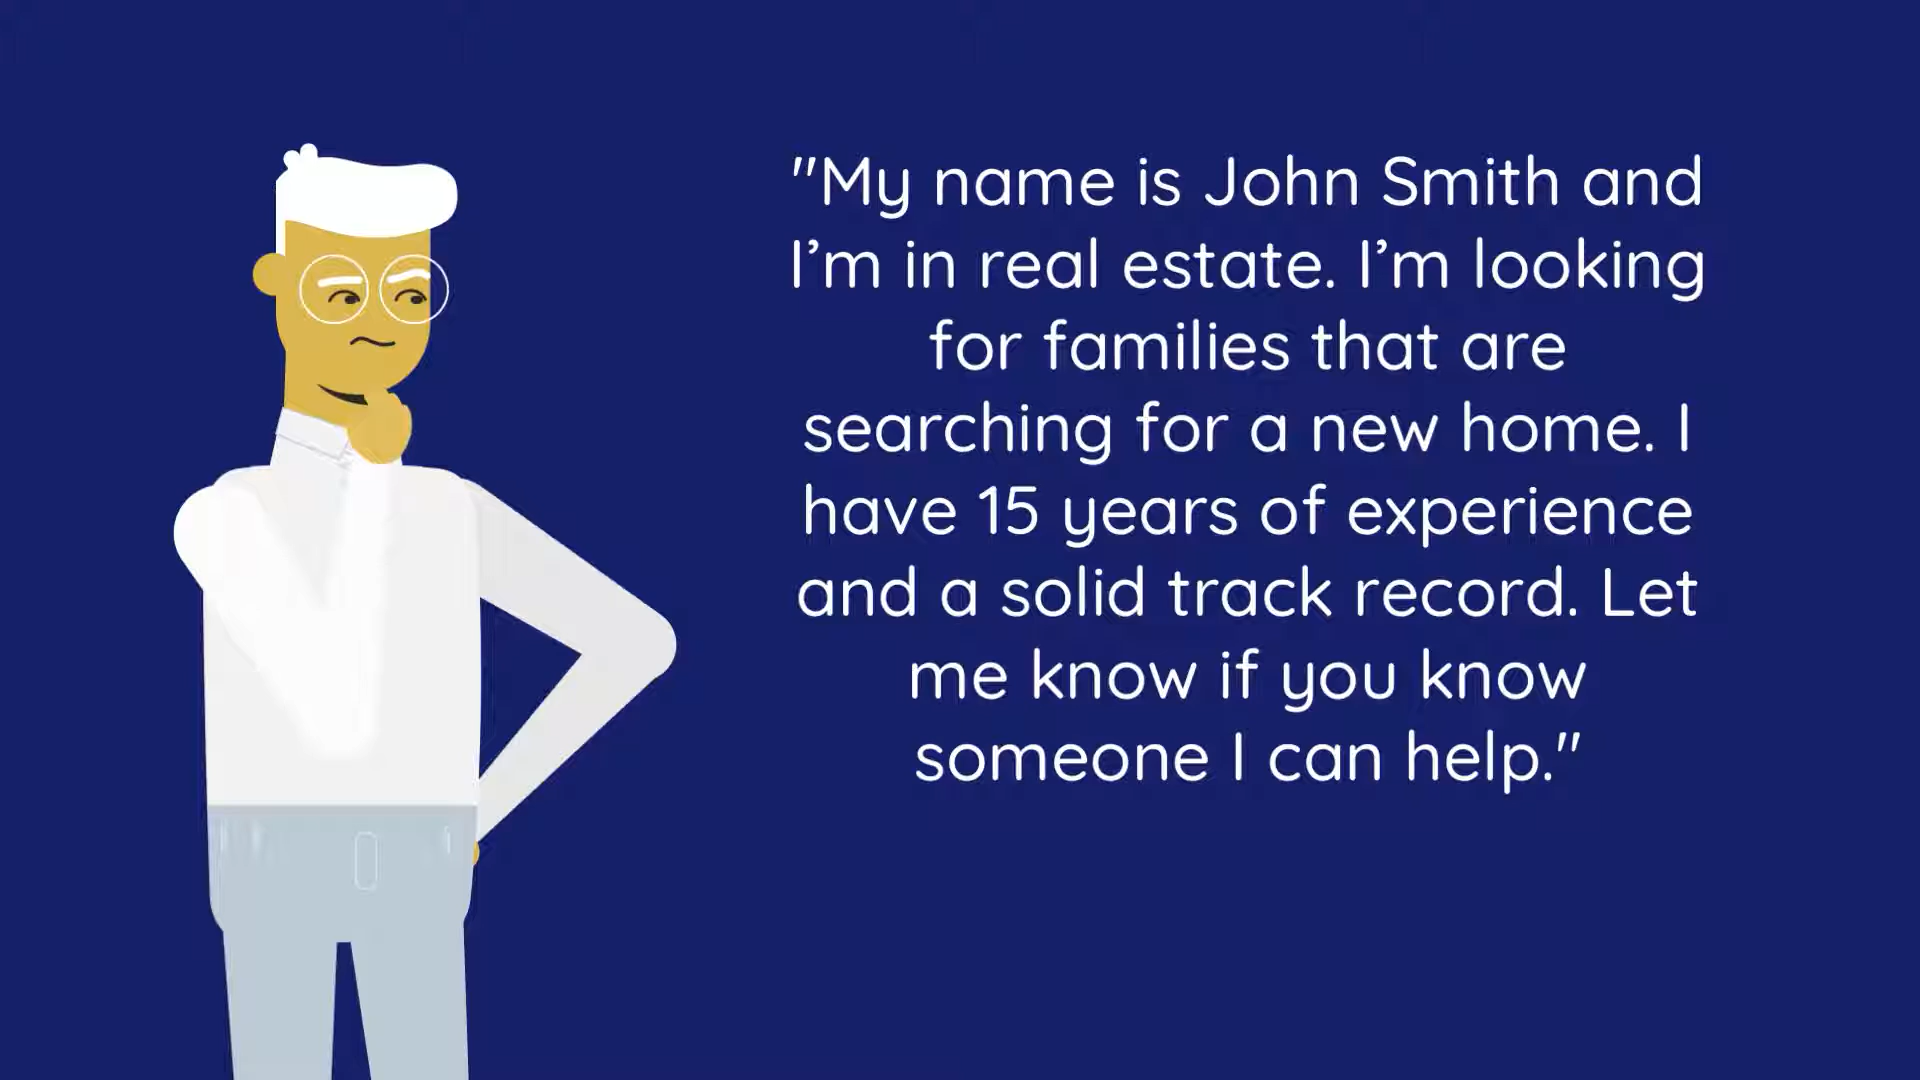 "My name is John Smith and
I’m in real estate. I’m looking
for families that are
searching for a new home. I
have 15 years of experience
and a solid track record. Let
me know if you know
someone I can help."